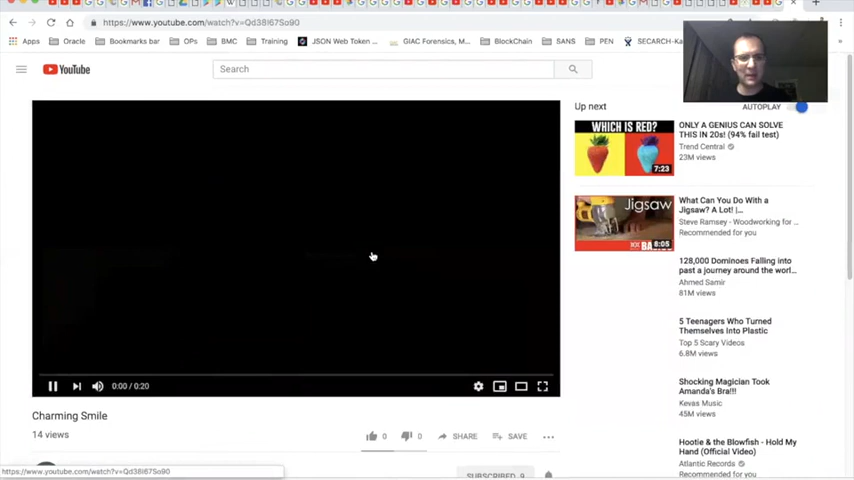 https://www.youtube.com/watch?v=Qd38I67So90
Apps Oracle Bookmarks bar OPs BMC Training JSON Web Token ... GIAC Forensics, M... BlockChain SANS PEN SECARCH-Ka
YouTube
Search
Up next
AUTOPLAY
WHICH IS RED?
7:23
ONLY A GENIUS CAN SOLVE
THIS IN 20s! (94% fail test)
Trend Central
23M views
Jigsaw
8:05
What Can You Do With a
Jigsaw? A Lot! |...
Steve Ramsey - Woodworking for ...
Recommended for you
128,000 Dominoes Falling into
past a journey around the worl...
Ahmed Samir
81M views
5 Teenagers Who Turned
Themselves Into Plastic
Top 5 Scary Videos
6.8M views
Shocking Magician Took
Amanda's Bra!!!
Kevas Music
45M views
Hootie & the Blowfish - Hold My
Hand (Official Video)
Atlantic Records
0:00 / 0:20
Charming Smile
14 views
0 0 SHARE SAVE
SUBSCRIBED 9
https://www.youtube.com/watch?v=Qd38I67So90